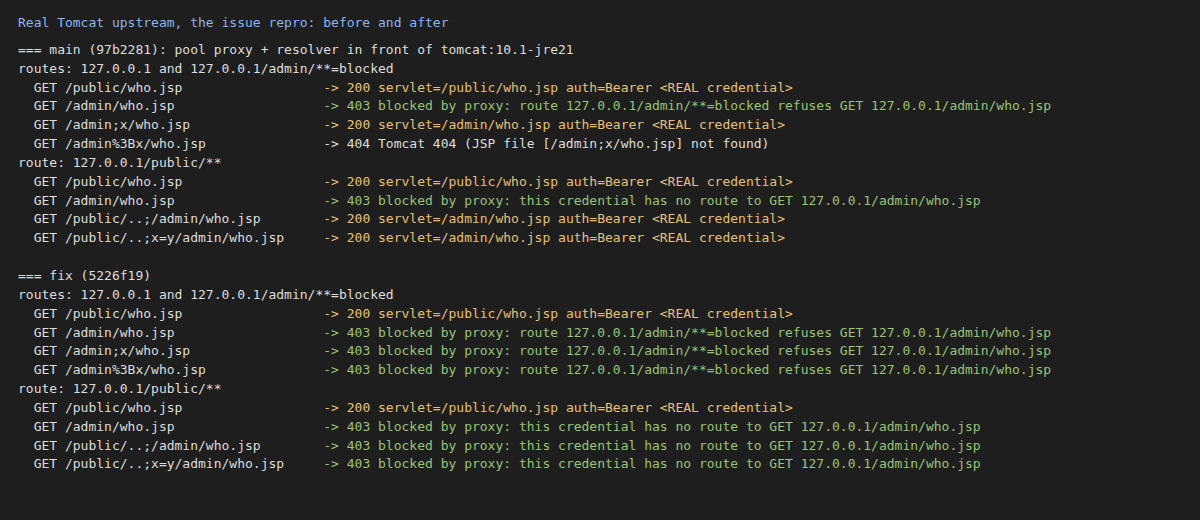 Real Tomcat upstream, the issue repro: before and after
=== main (97b2281): pool proxy + resolver in front of tomcat:10.1-jre21
routes: 127.0.0.1 and 127.0.0.1/admin/**=blocked
GET /public/who.jsp -> 200 servlet=/public/who.jsp auth=Bearer <REAL credential>
GET /admin/who.jsp -> 403 blocked by proxy: route 127.0.0.1/admin/**=blocked refuses GET 127.0.0.1/admin/who.jsp
GET /admin;x/who.jsp -> 200 servlet=/admin/who.jsp auth=Bearer <REAL credential>
GET /admin%3Bx/who.jsp -> 404 Tomcat 404 (JSP file [/admin;x/who.jsp] not found)
route: 127.0.0.1/public/**
GET /public/who.jsp -> 200 servlet=/public/who.jsp auth=Bearer <REAL credential>
GET /admin/who.jsp -> 403 blocked by proxy: this credential has no route to GET 127.0.0.1/admin/who.jsp
GET /public/..;/admin/who.jsp -> 200 servlet=/admin/who.jsp auth=Bearer <REAL credential>
GET /public/..;x=y/admin/who.jsp -> 200 servlet=/admin/who.jsp auth=Bearer <REAL credential>
=== fix (5226f19)
routes: 127.0.0.1 and 127.0.0.1/admin/**=blocked
GET /public/who.jsp -> 200 servlet=/public/who.jsp auth=Bearer <REAL credential>
GET /admin/who.jsp -> 403 blocked by proxy: route 127.0.0.1/admin/**=blocked refuses GET 127.0.0.1/admin/who.jsp
GET /admin;x/who.jsp -> 403 blocked by proxy: route 127.0.0.1/admin/**=blocked refuses GET 127.0.0.1/admin/who.jsp
GET /admin%3Bx/who.jsp -> 403 blocked by proxy: route 127.0.0.1/admin/**=blocked refuses GET 127.0.0.1/admin/who.jsp
route: 127.0.0.1/public/**
GET /public/who.jsp -> 200 servlet=/public/who.jsp auth=Bearer <REAL credential>
GET /admin/who.jsp -> 403 blocked by proxy: this credential has no route to GET 127.0.0.1/admin/who.jsp
GET /public/..;/admin/who.jsp -> 403 blocked by proxy: this credential has no route to GET 127.0.0.1/admin/who.jsp
GET /public/..;x=y/admin/who.jsp -> 403 blocked by proxy: this credential has no route to GET 127.0.0.1/admin/who.jsp